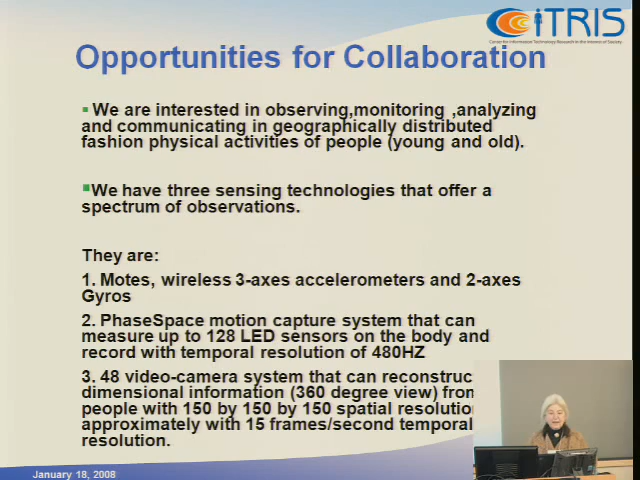 CiTRIS
Center for Information Technology Research in the Interest of Society
Opportunities for Collaboration
We are interested in observing,monitoring ,analyzing
and communicating in geographically distributed
fashion physical activities of people (young and old).
We have three sensing technologies that offer a
spectrum of observations.
They are:
1. Motes, wireless 3-axes accelerometers and 2-axes
Gyros
2. PhaseSpace motion capture system that can
measure up to 128 LED sensors on the body and
record with temporal resolution of 480HZ
3. 48 video-camera system that can reconstruc
dimensional information (360 degree view) fron
people with 150 by 150 by 150 spatial resolution
approximately with 15 frames/second temporal
resolution.
January 18, 2008